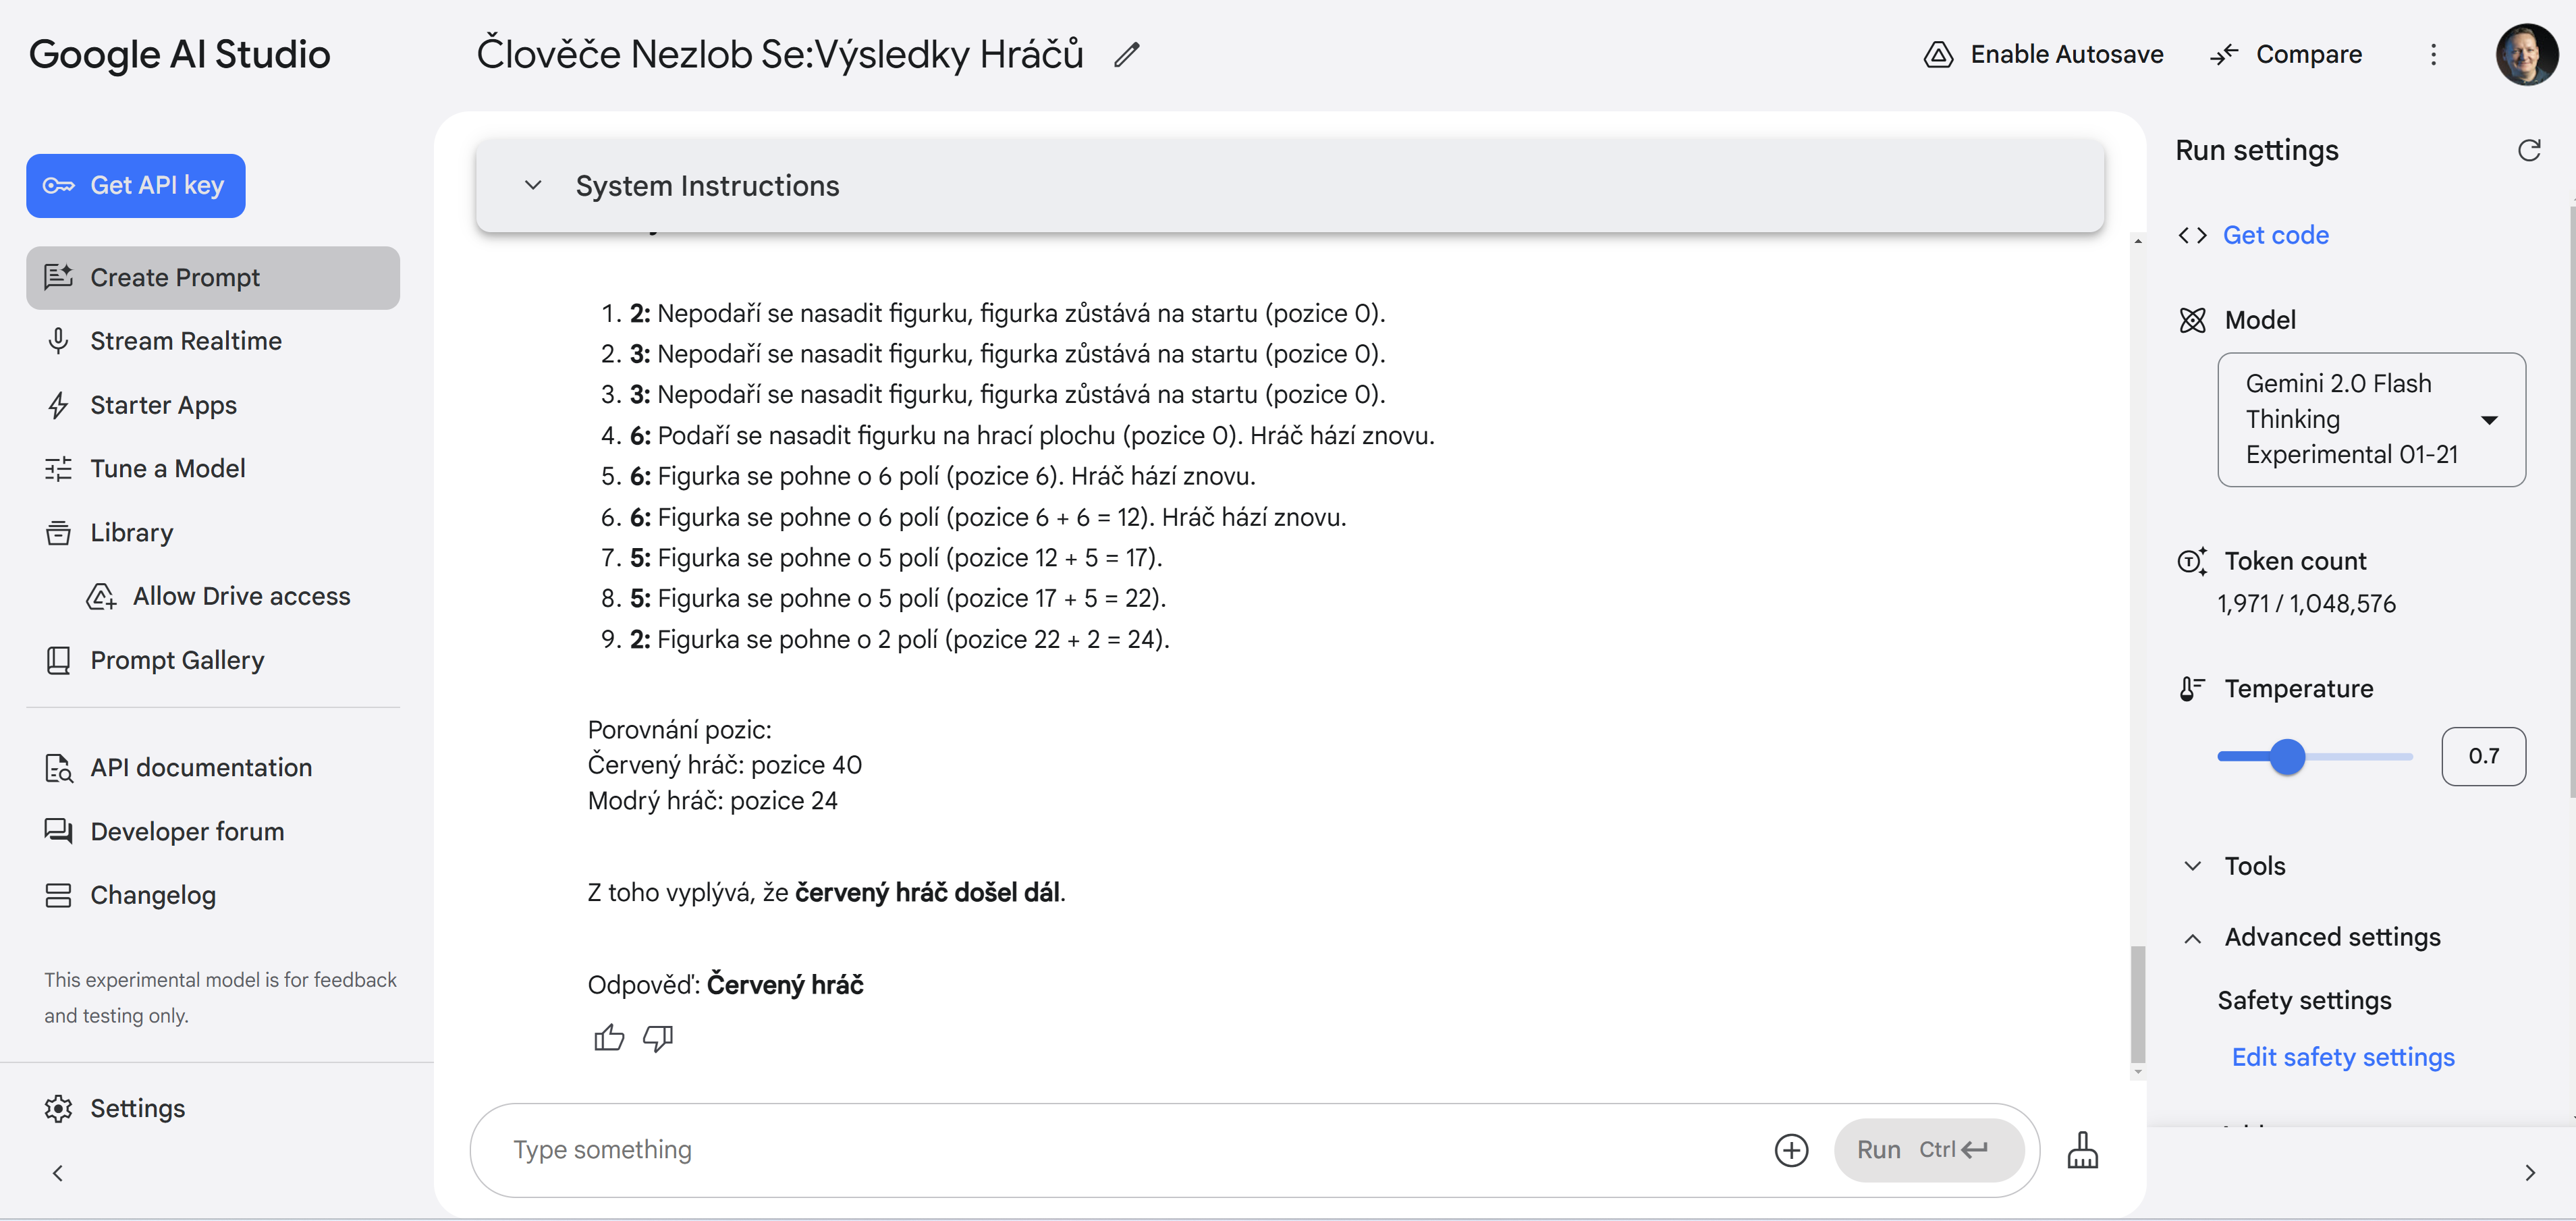 Google AI Studio
Člověče Nezlob Se:Výsledky Hráčů
Enable Autosave
Compare
Get API key
Create Prompt
Stream Realtime
Starter Apps
Tune a Model
Library
Allow Drive access
Prompt Gallery
API documentation
Developer forum
Changelog
This experimental model is for feedback
and testing only.
Settings
System Instructions
1. 2: Nepodaří se nasadit figurku, figurka zůstává na startu (pozice 0).
2. 3: Nepodaří se nasadit figurku, figurka zůstává na startu (pozice 0).
3. 3: Nepodaří se nasadit figurku, figurka zůstává na startu (pozice 0).
4. 6: Podaří se nasadit figurku na hrací plochu (pozice 0). Hráč hází znovu.
5. 6: Figurka se pohne o 6 polí (pozice 6). Hráč hází znovu.
6. 6: Figurka se pohne o 6 polí (pozice 6 + 6 = 12). Hráč hází znovu.
7. 5: Figurka se pohne o 5 polí (pozice 12 + 5 = 17).
8. 5: Figurka se pohne o 5 polí (pozice 17 + 5 = 22).
9. 2: Figurka se pohne o 2 polí (pozice 22 + 2 = 24).
Porovnání pozic:
Červený hráč: pozice 40
Modrý hráč: pozice 24
Z toho vyplývá, že červený hráč došel dál.
Odpověď: Červený hráč
Type something
Run Ctrl
Run settings
Get code
Model
Gemini 2.0 Flash
Thinking
Experimental 01-21
Token count
1,971 / 1,048,576
Temperature
0.7
Tools
Advanced settings
Safety settings
Edit safety settings